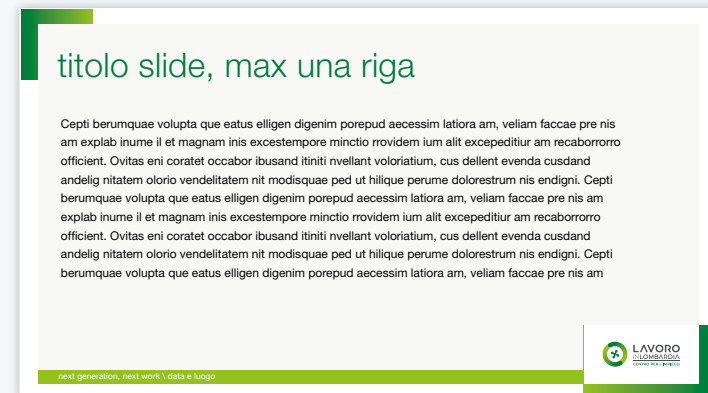 titolo slide, max una riga
Cepti berumquae volupta que eatus elligen digenim porepud aecessim latiora am, veliam faccae pre nis
am explab inume il et magnam inis excestempore minctio rrovidem ium alit excepeditiur am recaborrorro
officient. Ovitas eni coratet occabor ibusand itiniti nvellant voloriatium, cus dellent evenda cusdand
andelig nitatem olorio vendelitatem nit modisquae ped ut hilique perume dolorestrum nis endigni. Cepti
berumquae volupta que eatus elligen digenim porepud aecessim latiora am, veliam faccae pre nis am
explab inume il et magnam inis excestempore minctio rrovidem ium alit excepeditiur am recaborrorro
officient. Ovitas eni coratet occabor ibusand itiniti nvellant voloriatium, cus dellent evenda cusdand
andelig nitatem olorio vendelitatem nit modisquae ped ut hilique perume dolorestrum nis endigni. Cepti
berumquae volupta que eatus elligen digenim porepud aecessim latiora am, veliam faccae pre nis am
LAVORO
INLOMBARDIA
CENTRO PER L'IMPIEGO
next generation, next work \ data e luogo